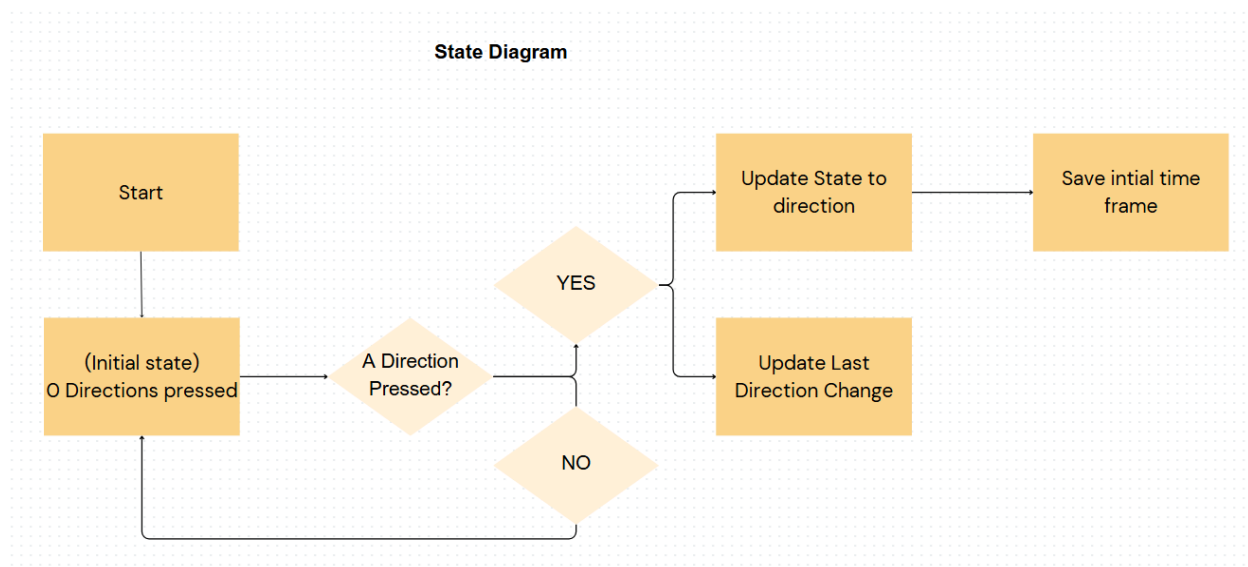 State Diagram
Start
(Initial state)
0 Directions pressed
A Direction
Pressed?
YES
NO
Update State to
direction
Save intial time
frame
Update Last
Direction Change